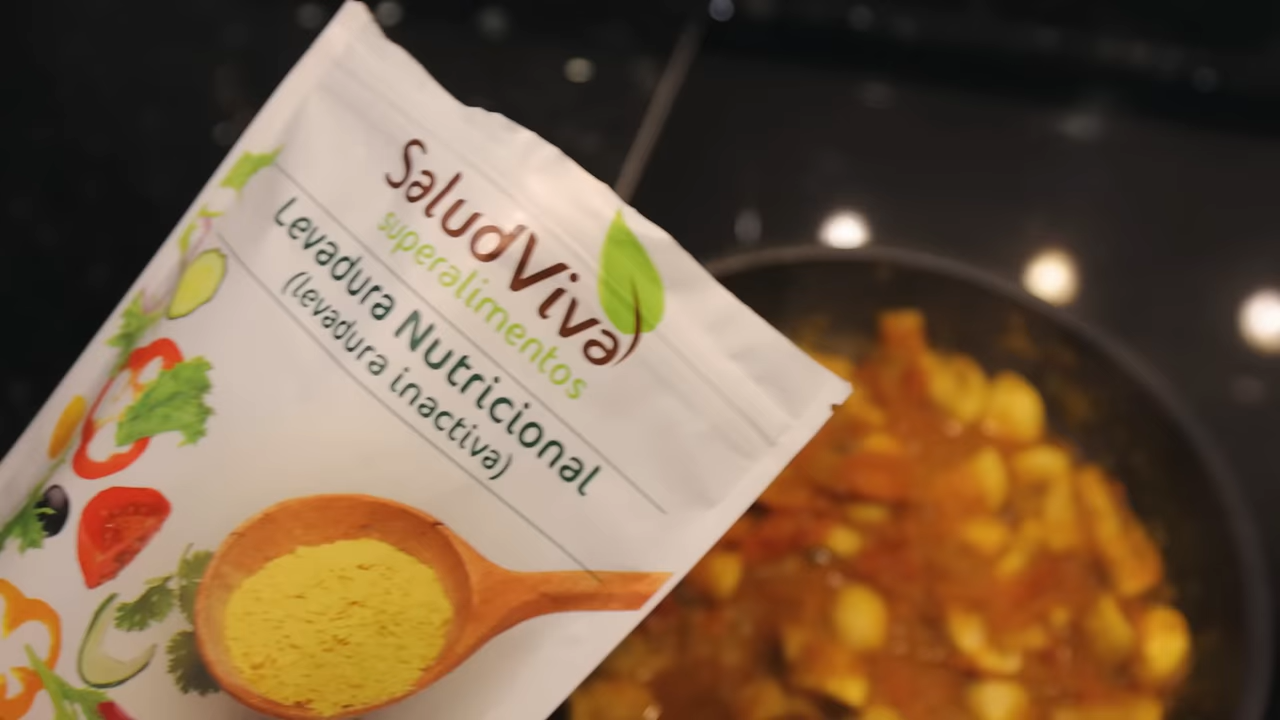 SaludViva
superalimentos
Levadura Nutricional
(levadura inactiva)